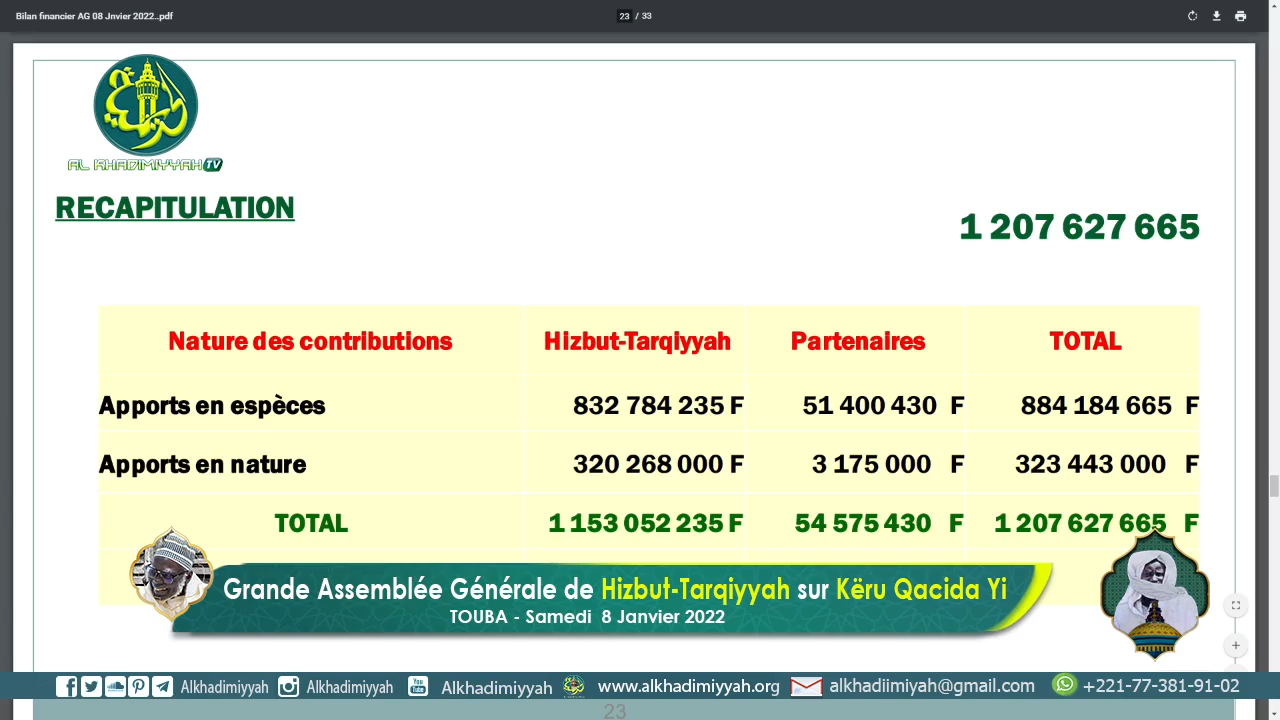 Bilan financier AG 08 Jnvier 2022..pdf
23 / 33
AL KHADIMIYYAH TV
RECAPITULATION
1 207 627 665
Nature des contributions Hizbut-Tarqiyyah Partenaires TOTAL
Apports en espèces 832 784 235 F 51 400 430 F 884 184 665 F
Apports en nature 320 268 000 F 3 175 000 F 323 443 000 F
TOTAL 1 153 052 235 F 54 575 430 F 1 207 627 665 F
Grande Assemblée Générale de Hizbut-Tarqiyyah sur Këru Qacida Yi
TOUBA - Samedi 8 Janvier 2022
Alkhadimiyyah Alkhadimiyyah You Tube Alkhadimiyyah www.alkhadimiyyah.org alkhadiimiyah@gmail.com +221-77-381-91-02
23